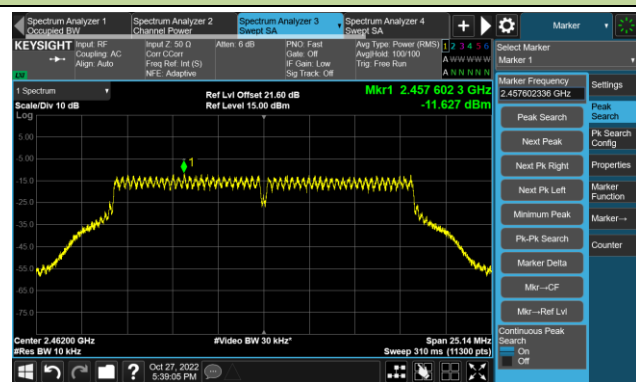 Spectrum Analyzer 1
Occupied BW
Spectrum Analyzer 2
Channel Power
Spectrum Analyzer 3
Swept SA
Spectrum Analyzer 4
Swept SA
Marker
KEYSIGHT
Input: RF
Coupling: AC
Align: Auto
Input Z: 50 Ω
Corr CCorr
Freq Ref: Int (S)
NFE: Adaptive
Atten: 6 dB
PNO: Fast
Gate: Off
IF Gain: Low
Sig Track: Off
Avg Type: Power (RMS)
Avg|Hold: 100/100
Trig: Free Run
1 2 3 4 5 6
A W W W W W
A N N N N N
LW
Select Marker
Marker 1
1 Spectrum
Scale/Div 10 dB
Log
Ref Lvl Offset 21.60 dB
Ref Level 15.00 dBm
Mkr1 2.457 602 3 GHz
-11.627 dBm
5.00
-5.00
-15.0
-25.0
-35.0
-45.0
-55.0
-65.0
-75.0
1
Center 2.46200 GHz
#Res BW 10 kHz
#Video BW 30 kHz*
Span 25.14 MHz
Sweep 310 ms (11300 pts)
Marker Frequency
2.457602336 GHz
Peak Search
Next Peak
Next Pk Right
Next Pk Left
Minimum Peak
Pk-Pk Search
Marker Delta
Mkr→CF
Mkr→Ref Lvl
Continuous Peak
Search
On
Off
Settings
Peak
Search
Pk Search
Config
Properties
Marker
Function
Marker→
Counter
?
Oct 27, 2022
5:39:05 PM